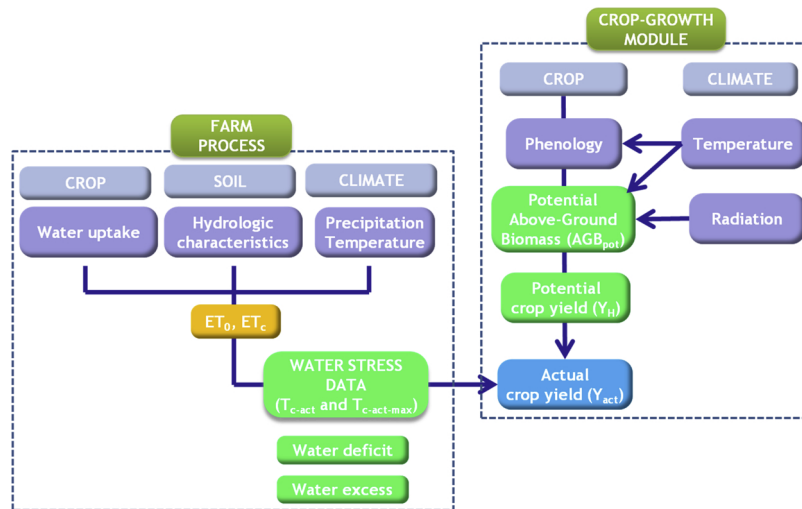 CROP-GROWTH
MODULE
CROP
CLIMATE
Phenology
Temperature
Potential
Above-Ground
Biomass (AGBpot)
Radiation
Potential
crop yield (YH)
Actual
crop yield (Yact)
FARM
PROCESS
CROP
SOIL
CLIMATE
Water uptake
Hydrologic
characteristics
Precipitation
Temperature
ET0, ETc
WATER STRESS
DATA
(Tc-act and Tc-act-max)
Water deficit
Water excess